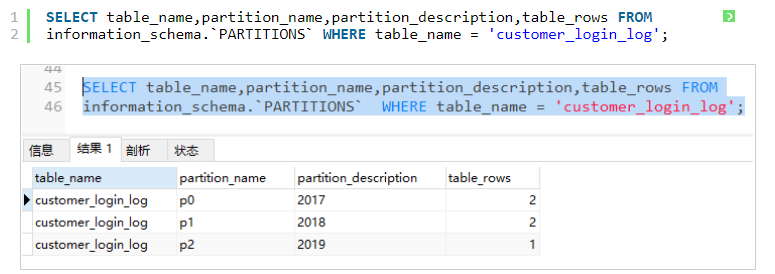 1 SELECT table_name,partition_name,partition_description,table_rows FROM
2 information_schema.`PARTITIONS` WHERE table_name = 'customer_login_log';
44
45 SELECT table_name,partition_name,partition_description,table_rows FROM
46 information_schema.`PARTITIONS`  WHERE table_name = 'customer_login_log';
信息 结果 1 剖析 状态
table_name partition_name partition_description table_rows
customer_login_log p0 2017 2
customer_login_log p1 2018 2
customer_login_log p2 2019 1